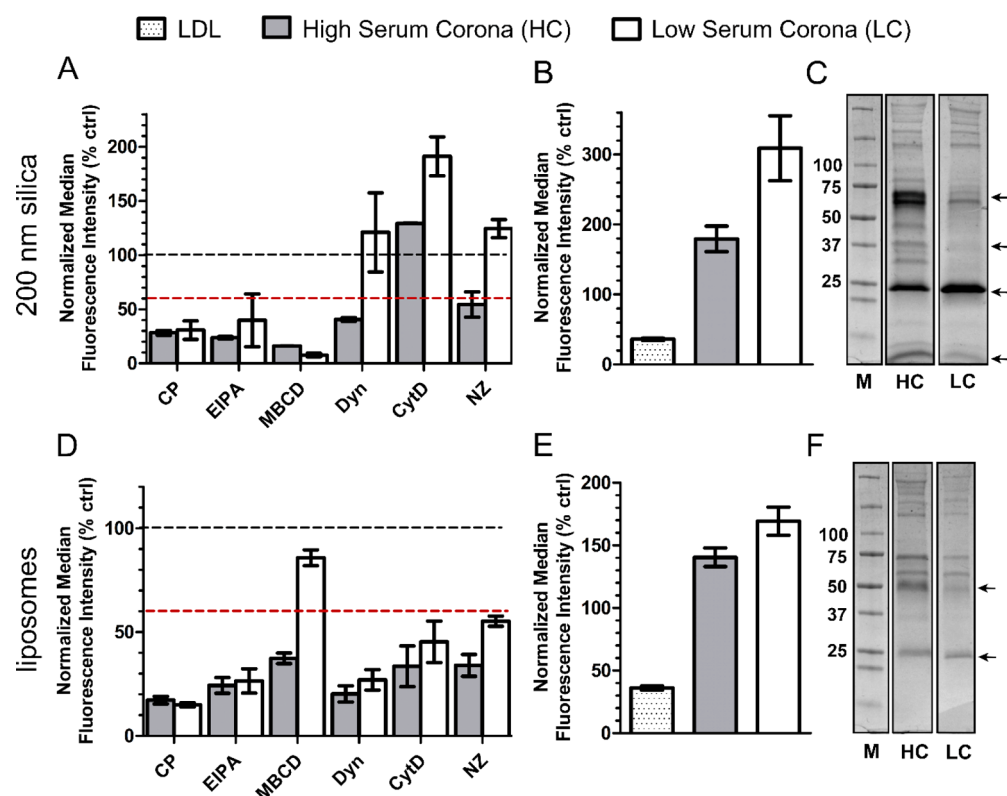 LDL High Serum Corona (HC) Low Serum Corona (LC)
A
B
C
200 nm silica
Normalized Median
Fluorescence Intensity (% ctrl)
200
150
100
50
0
CP EIPA MBCD Dyn CytD NZ
Normalized Median
Fluorescence Intensity (% ctrl)
300
200
100
0
100
75
50
37
25
M HC LC
D
E
F
liposomes
Normalized Median
Fluorescence Intensity (% ctrl)
100
50
0
CP EIPA MBCD Dyn CytD NZ
Normalized Median
Fluorescence Intensity (% ctrl)
200
150
100
50
0
100
75
50
37
25
M HC LC